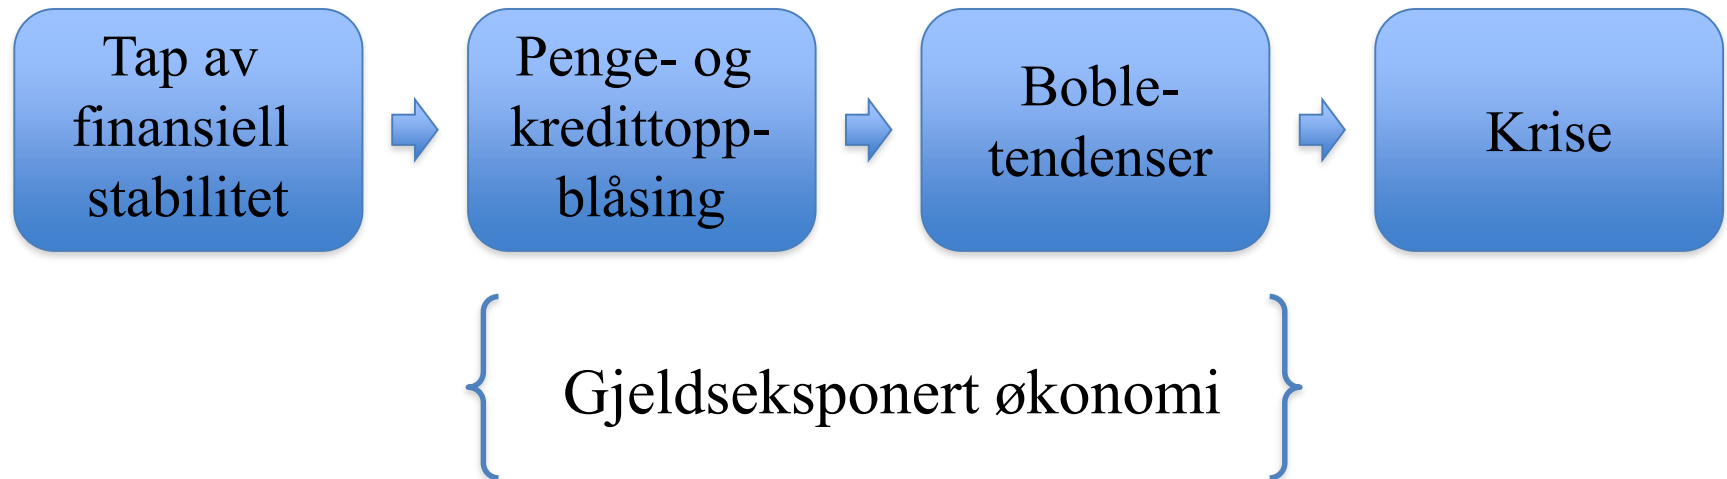 Tap av
finansiell
stabilitet
Penge- og
kredittopp-
blåsing
Boble-
tendenser
Krise
Gjeldseksponert økonomi